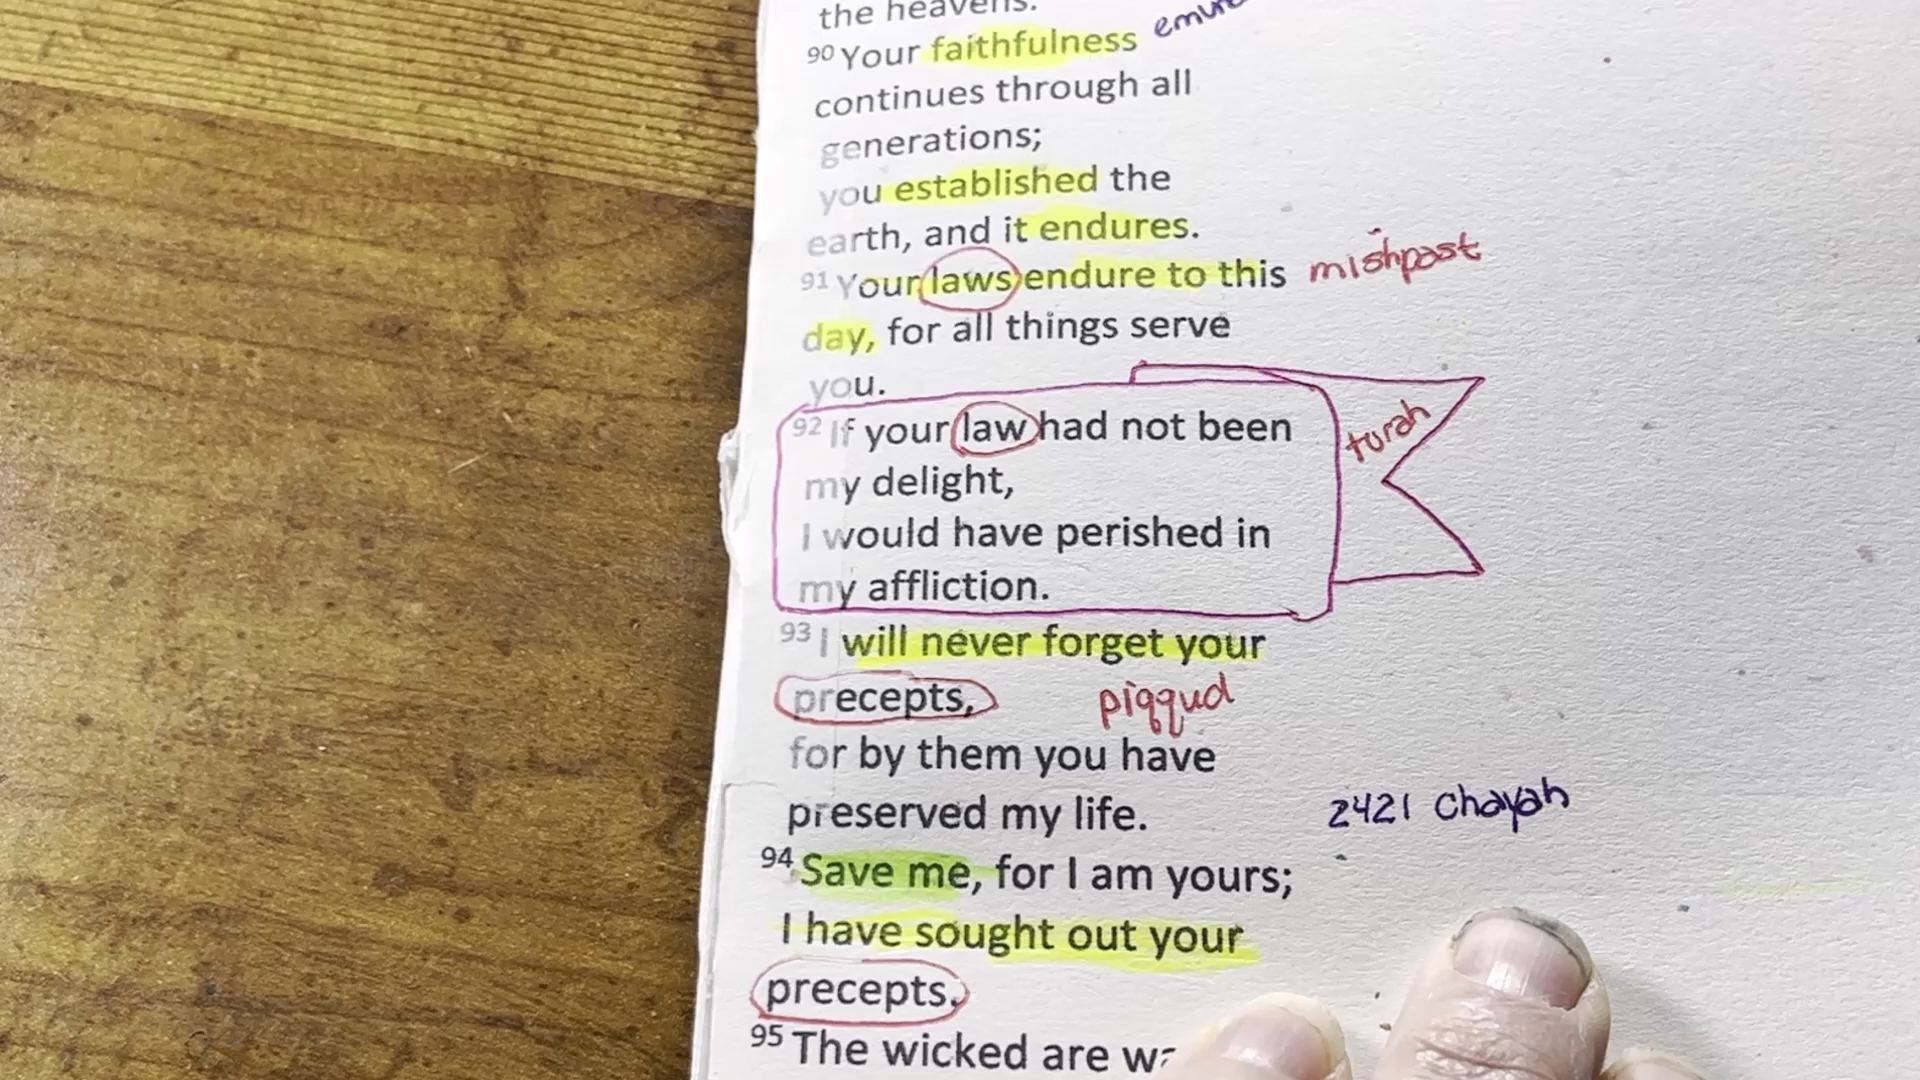 the heavens.
90 Your faithfulness
continues through all
generations;
you established the
earth, and it endures.
91 Your laws endure to this mishpast
day, for all things serve
you.
92 If your law had not been turah
my delight,
I would have perished in
my affliction.
93 I will never forget your
precepts, piqqud
for by them you have
preserved my life. 2421 Chayah
94 Save me, for I am yours;
I have sought out your
precepts.
95 The wicked are